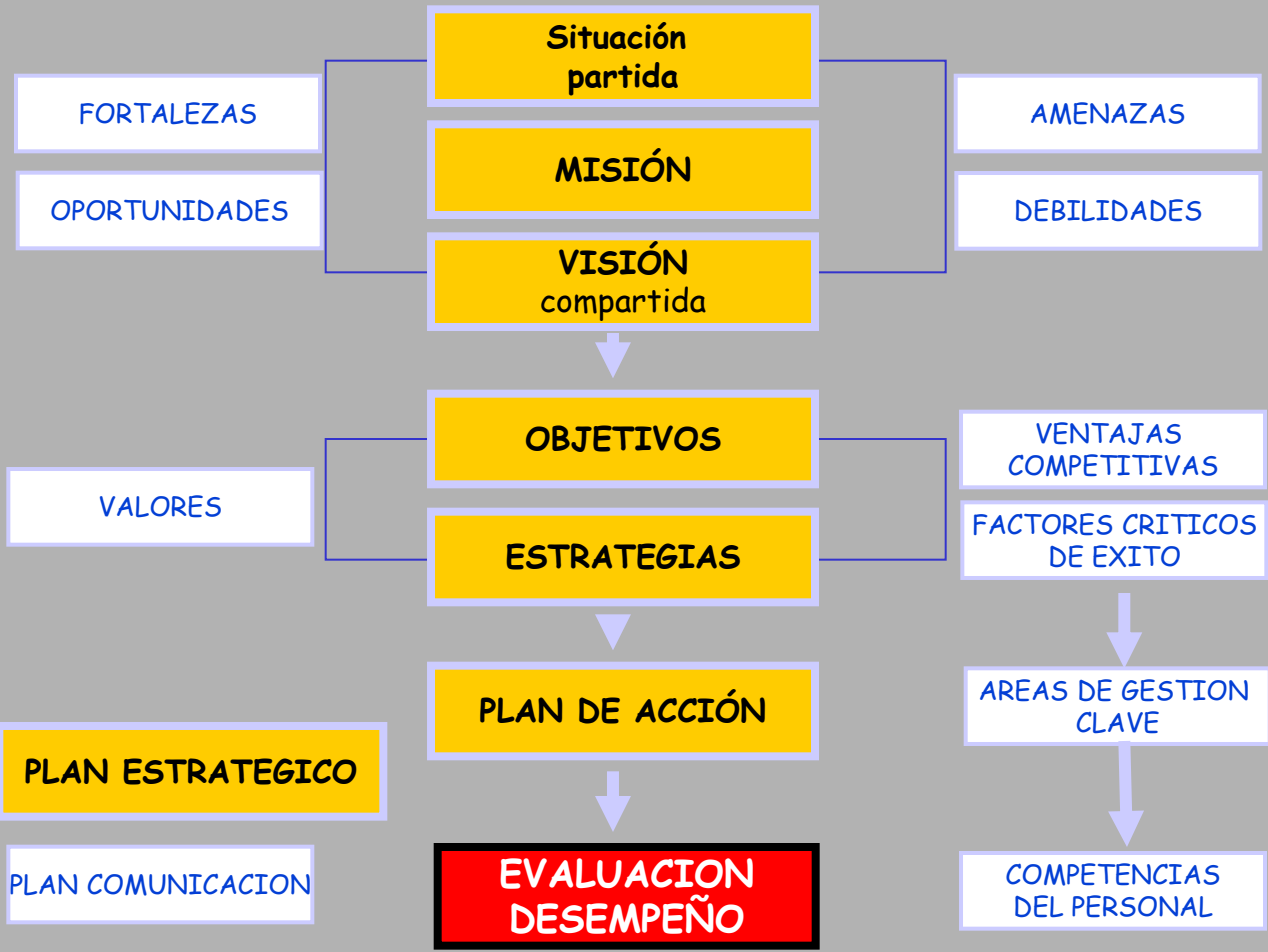 Situación
partida
FORTALEZAS
AMENAZAS
MISIÓN
OPORTUNIDADES
DEBILIDADES
VISIÓN
compartida
OBJETIVOS
VENTAJAS
COMPETITIVAS
VALORES
FACTORES CRITICOS
DE EXITO
ESTRATEGIAS
AREAS DE GESTION
CLAVE
PLAN DE ACCIÓN
PLAN ESTRATEGICO
PLAN COMUNICACION
EVALUACION
DESEMPEÑO
COMPETENCIAS
DEL PERSONAL